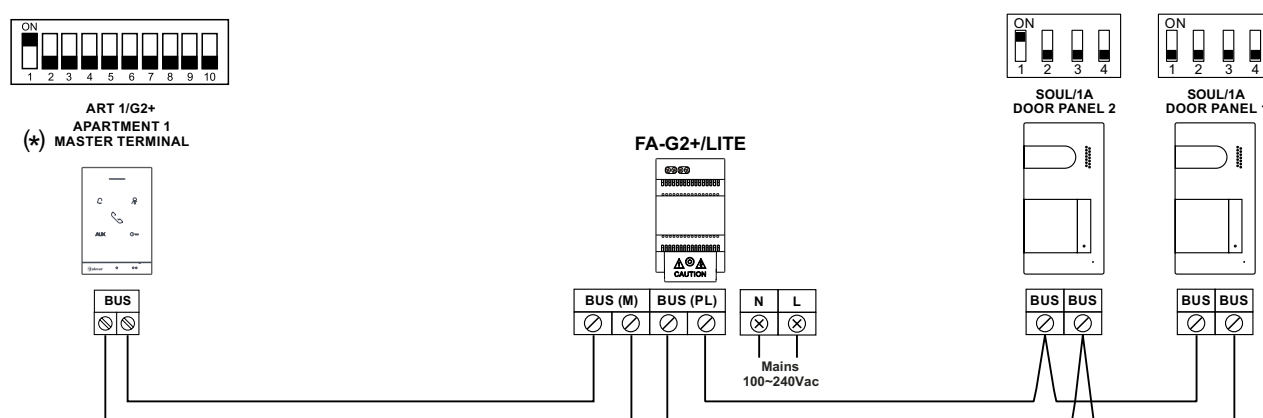 ON
1 2 3 4 5 6 7 8 9 10
ART 1/G2+
APARTMENT 1
(*) MASTER TERMINAL
AUX
BUS
FA-G2+/LITE
CAUTION
BUS (M) BUS (PL) N L
Mains
100~240Vac
ON
1 2 3 4
SOUL/1A
DOOR PANEL 2
BUS BUS
ON
1 2 3 4
SOUL/1A
DOOR PANEL
BUS BUS